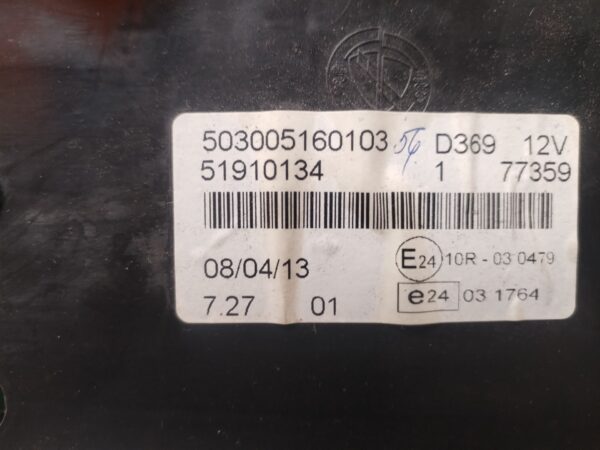 503005160103 56 D369 12V
51910134 1 77359
08/04/13 E24 10R - 03 0479
7.27 01 e24 03 1764